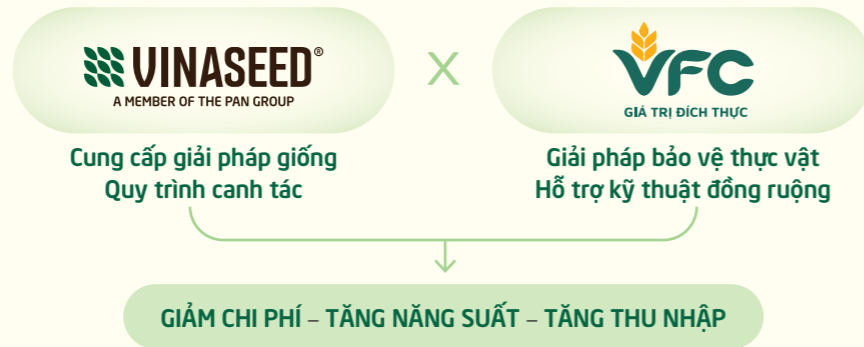 VINASEED®
A MEMBER OF THE PAN GROUP
X
VFC
GIÁ TRỊ ĐÍCH THỰC
Cung cấp giải pháp giống
Quy trình canh tác
Giải pháp bảo vệ thực vật
Hỗ trợ kỹ thuật đồng ruộng
GIẢM CHI PHÍ – TĂNG NĂNG SUẤT – TĂNG THU NHẬP